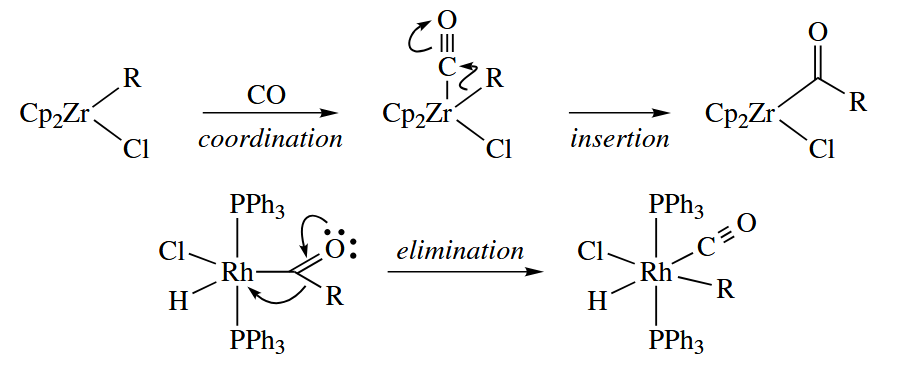 Cp2Zr R Cl
CO
coordination
O C Cp2Zr R Cl
insertion
O Cp2Zr R Cl
PPh3 Cl Rh O: H R PPh3
elimination
PPh3 Cl Rh C O H R PPh3